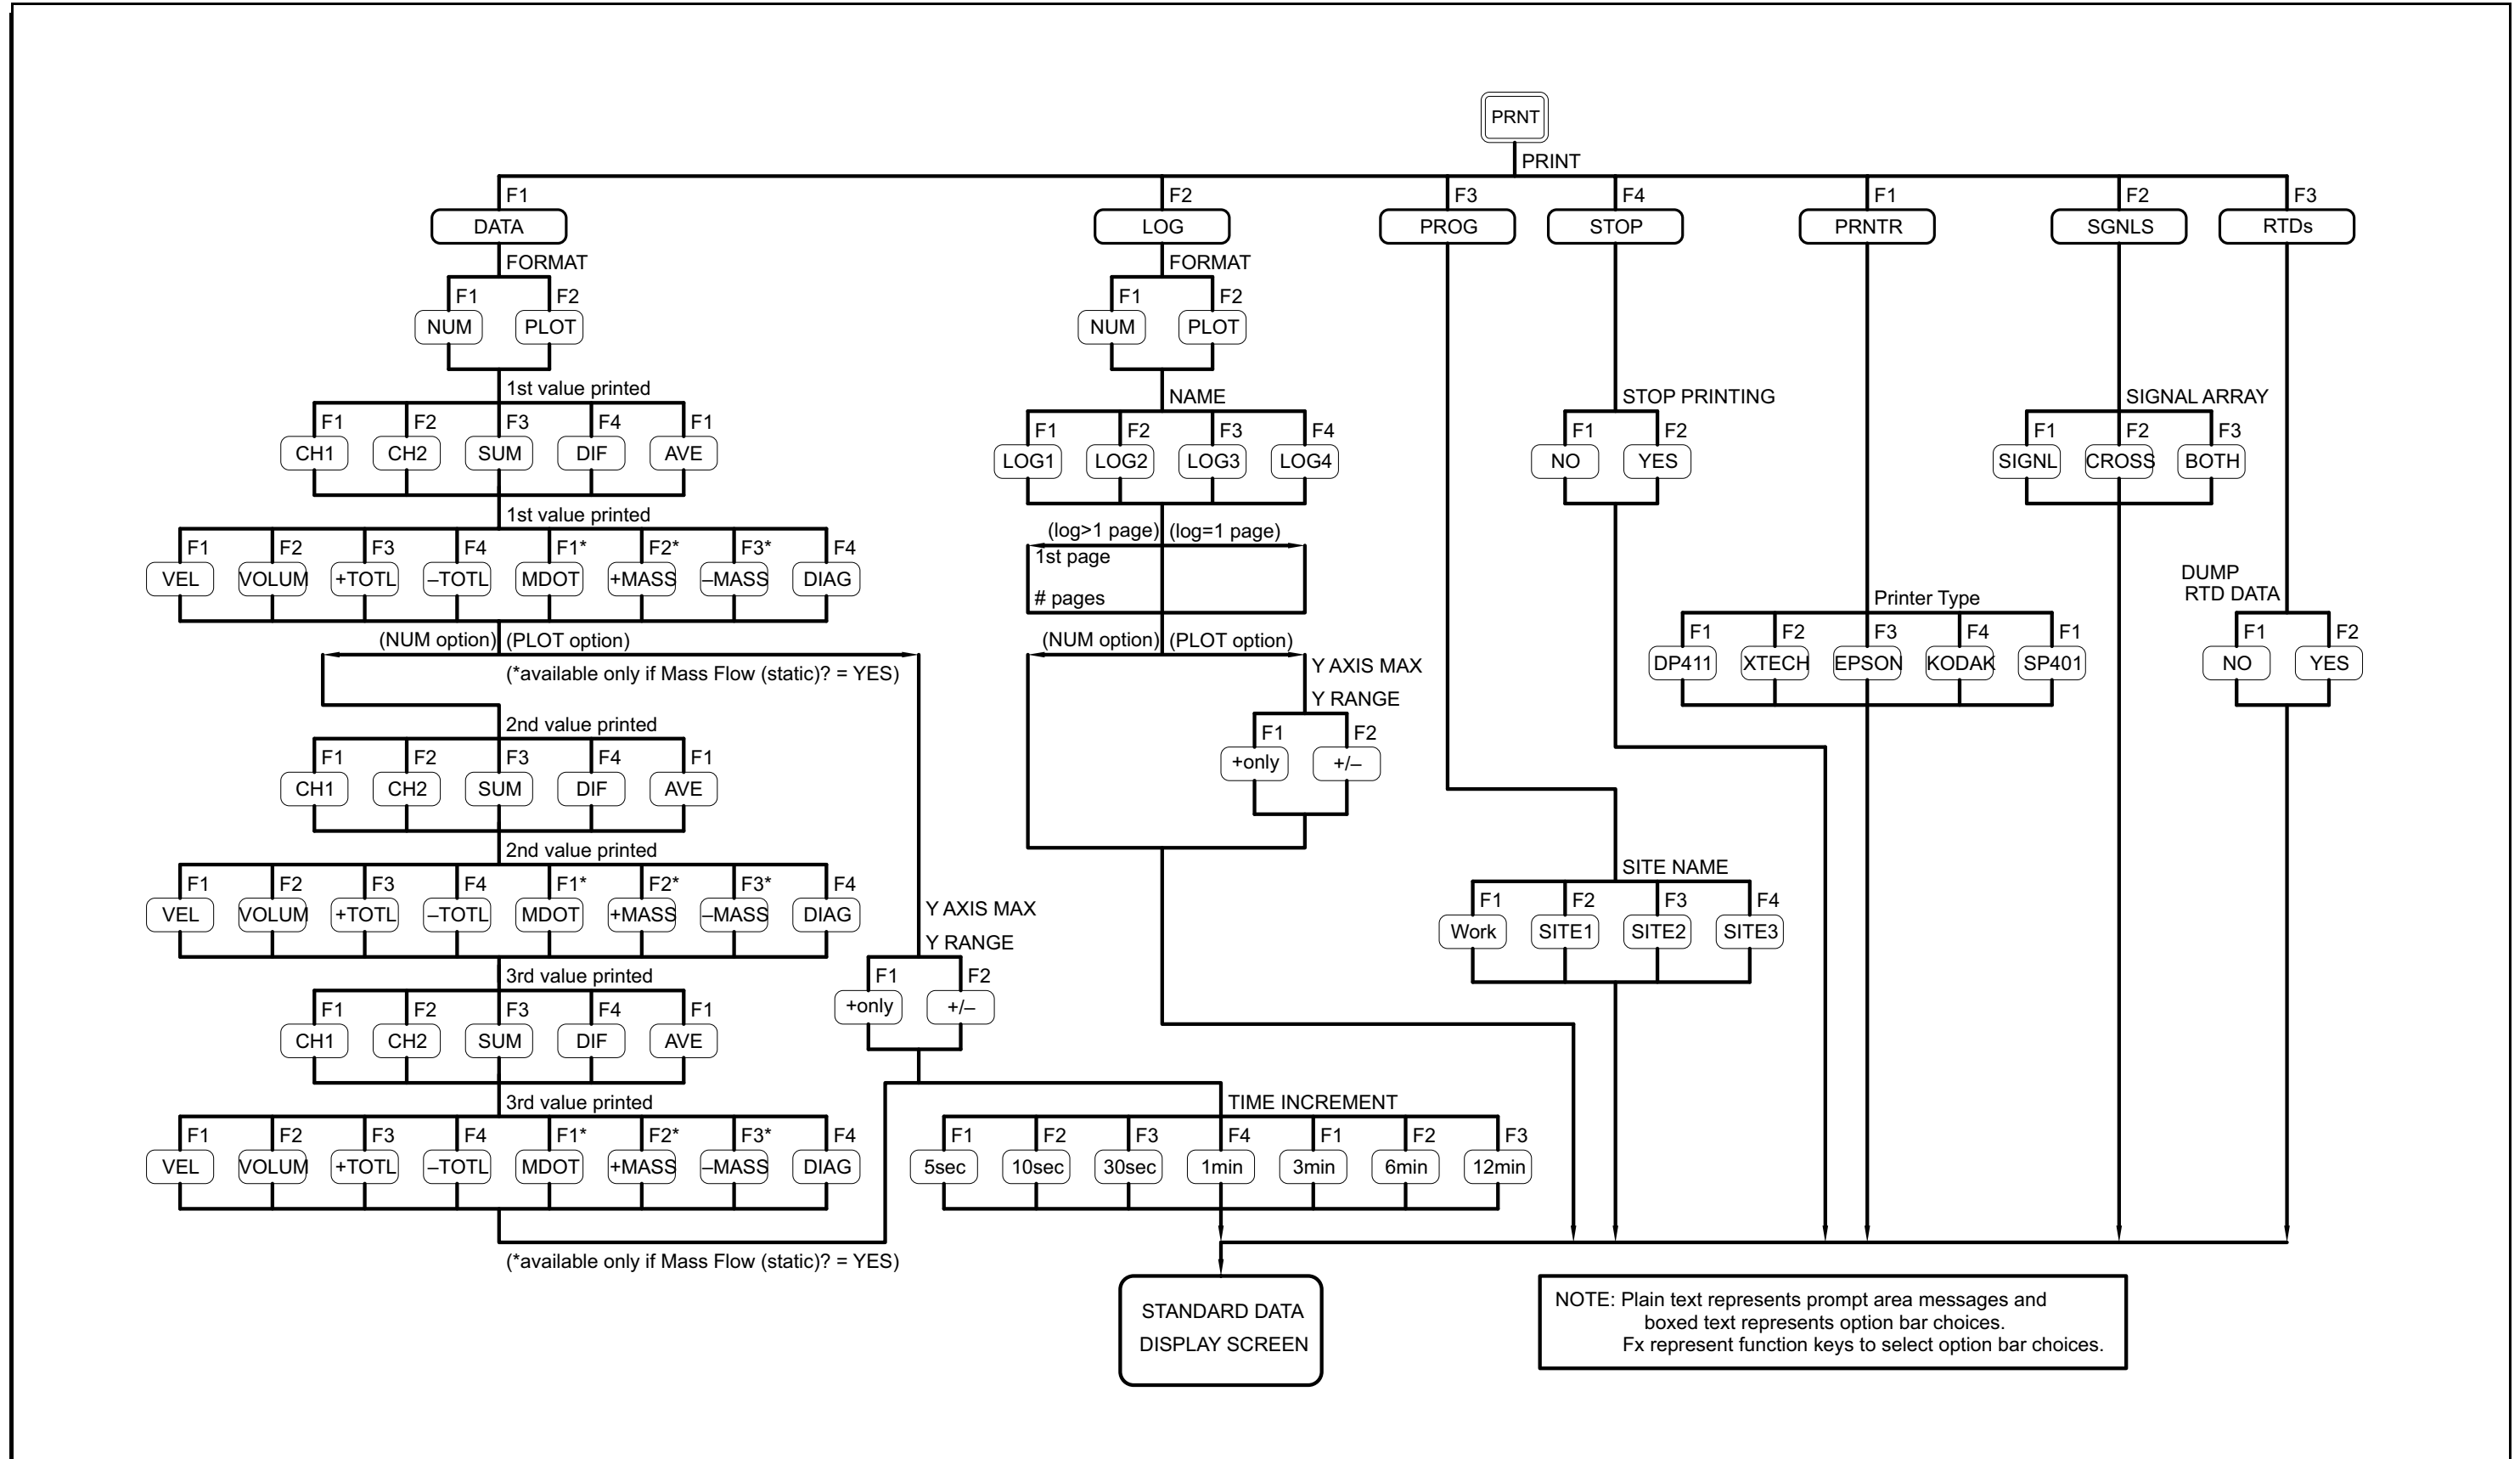 PRNT
PRINT
F1 F2 F3 F4 F1 F2 F3
DATA LOG PROG STOP PRNTR SGNLS RTDs
FORMAT FORMAT
F1 F2 F1 F2
NUM PLOT NUM PLOT
1st value printed NAME STOP PRINTING SIGNAL ARRAY
F1 F2 F3 F4 F1 F1 F2 F3 F4 F1 F2 F1 F2 F3
CH1 CH2 SUM DIF AVE LOG1 LOG2 LOG3 LOG4 NO YES SIGNL CROSS BOTH
1st value printed
(log>1 page) (log=1 page)
F1 F2 F3 F4 F1* F2* F3* F4
1st page
VEL VOLUM +TOTL –TOTL MDOT +MASS –MASS DIAG
DUMP
RTD DATA
# pages Printer Type
(NUM option) (PLOT option) (NUM option) (PLOT option)
F1 F2 F3 F4 F1 F1 F2
DP411 XTECH EPSON KODAK SP401 NO YES
(*available only if Mass Flow (static)? = YES)
Y AXIS MAX
Y RANGE
2nd value printed
F1 F2
+only +/–
F1 F2 F3 F4 F1
CH1 CH2 SUM DIF AVE
2nd value printed
SITE NAME
F1 F2 F3 F4 F1* F2* F3* F4
VEL VOLUM +TOTL –TOTL MDOT +MASS –MASS DIAG
F1 F2 F3 F4
Work SITE1 SITE2 SITE3
Y AXIS MAX
Y RANGE
3rd value printed
F1 F2
+only +/–
F1 F2 F3 F4 F1
CH1 CH2 SUM DIF AVE
3rd value printed TIME INCREMENT
F1 F2 F3 F4 F1* F2* F3* F4 F1 F2 F3 F4 F1 F2 F3
VEL VOLUM +TOTL –TOTL MDOT +MASS –MASS DIAG 5sec 10sec 30sec 1min 3min 6min 12min
(*available only if Mass Flow (static)? = YES)
STANDARD DATA
DISPLAY SCREEN
NOTE: Plain text represents prompt area messages and
boxed text represents option bar choices.
Fx represent function keys to select option bar choices.